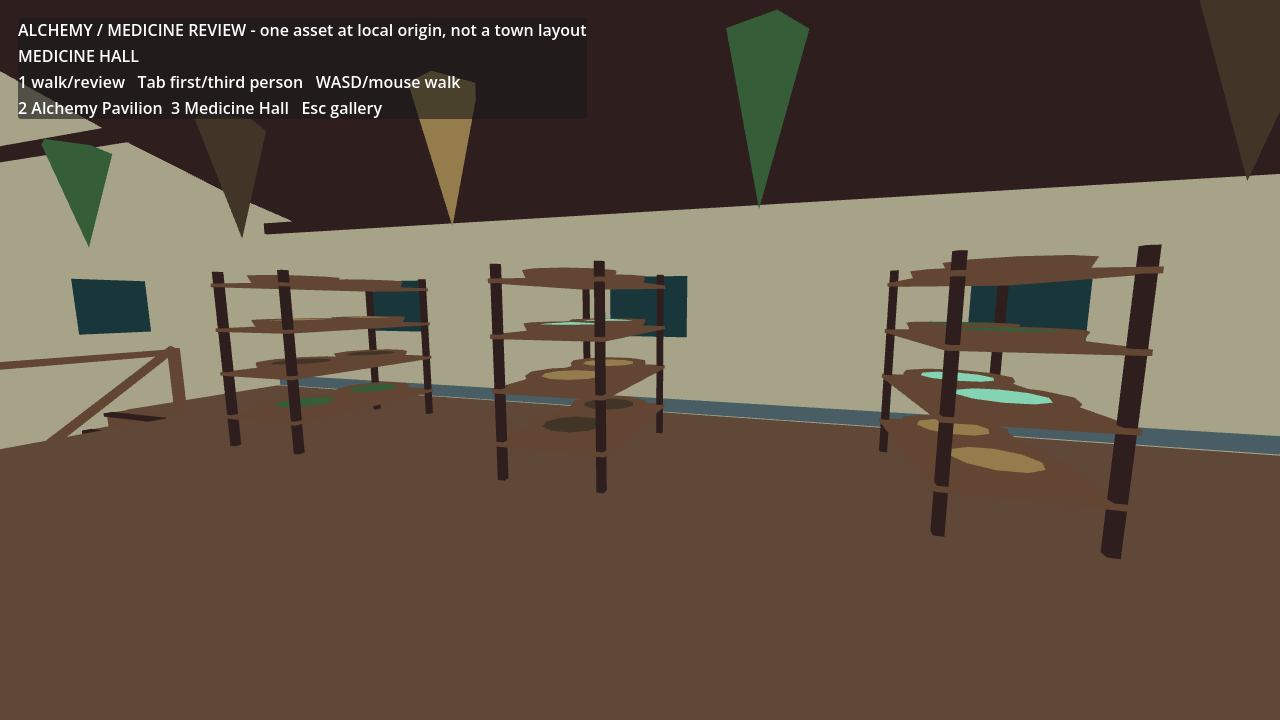 ALCHEMY / MEDICINE REVIEW - one asset at local origin, not a town layout
MEDICINE HALL
1 walk/review   Tab first/third person   WASD/mouse walk
2 Alchemy Pavilion  3 Medicine Hall   Esc gallery